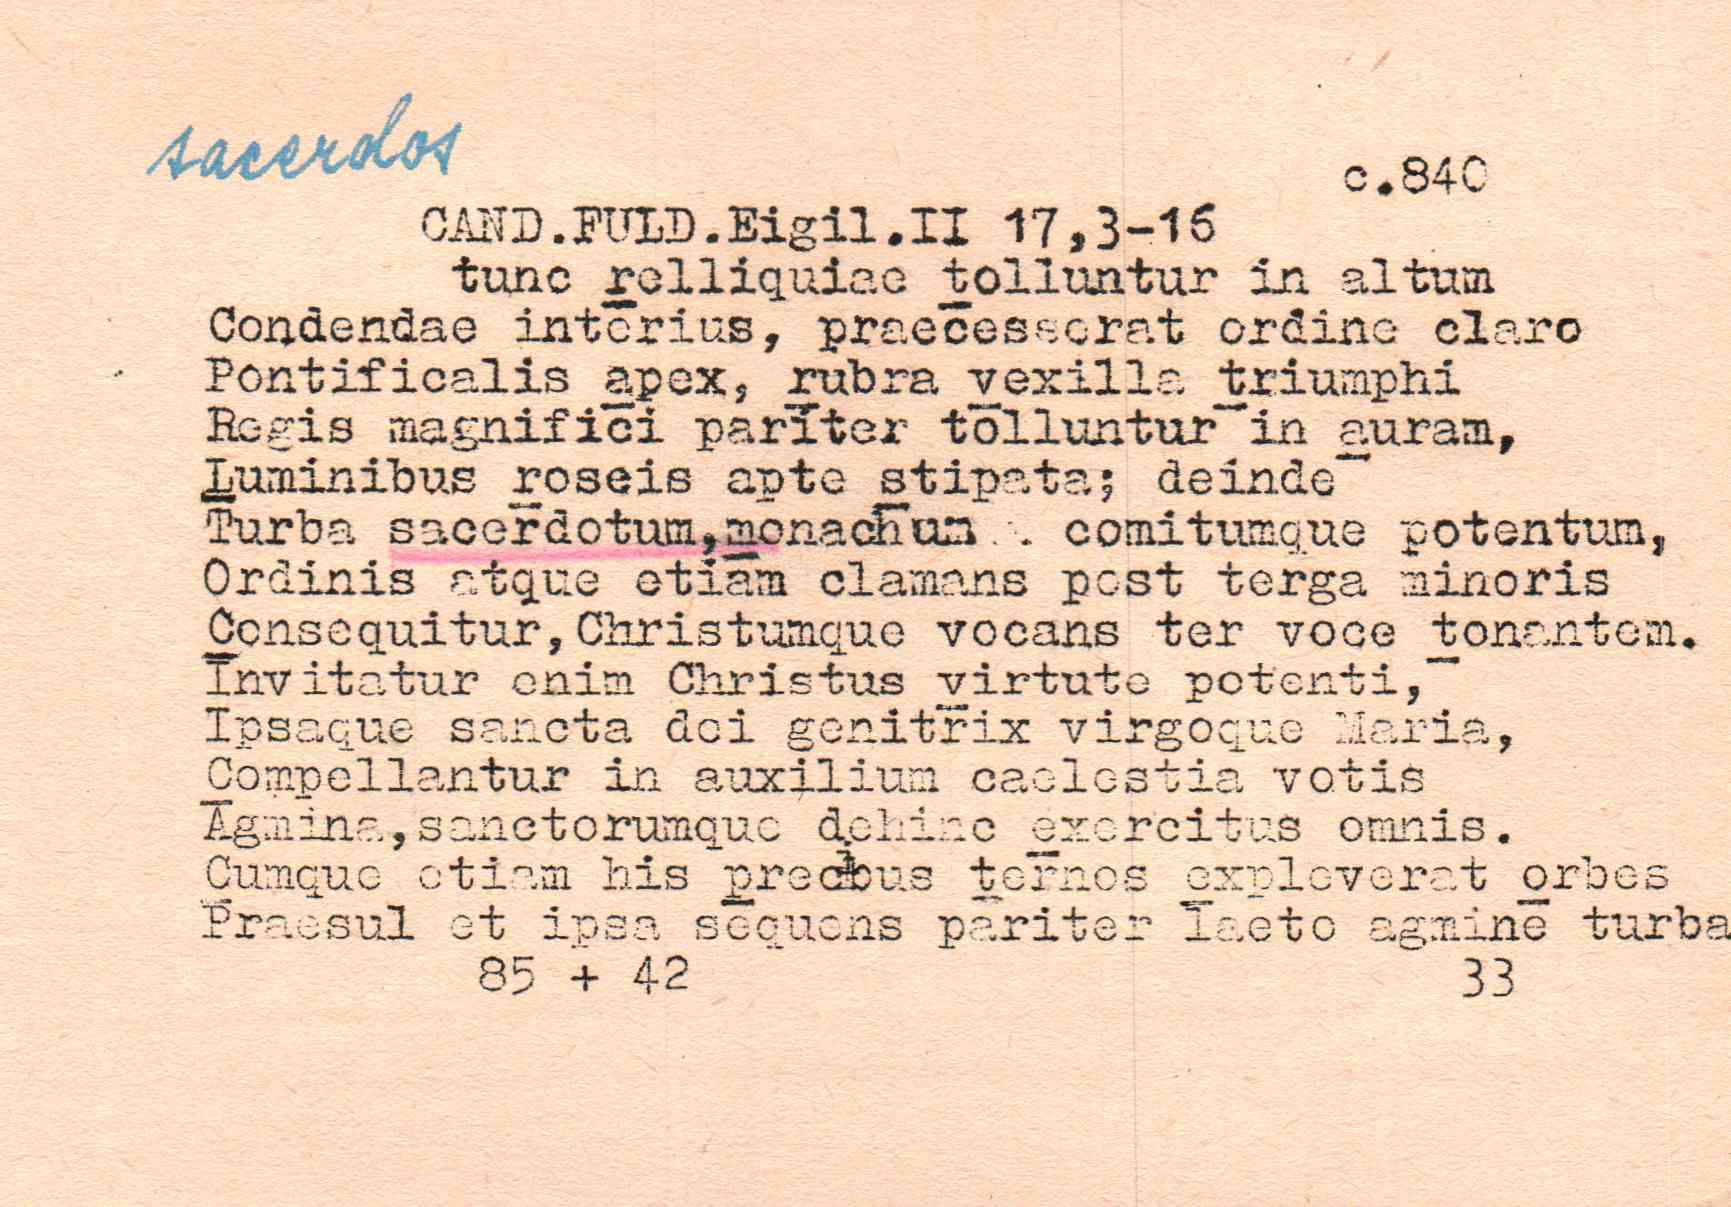 sacerdos
c.840
CAND.FULD.Eigil.II 17,3-16
tunc relliquiae tolluntur in altum
Condendae interius, praecesserat ordine claro
Pontificalis apex, rubra vexilla triumphi
Regis magnifici pariter tolluntur in auram,
Luminibus roseis apte stipata; deinde
Turba sacerdotum,monachum comitumque potentum,
Ordinis atque etiam clamans post terga minoris
Consequitur,Christumque vocans ter voce tonantem.
Invitatur enim Christus virtute potenti,
Ipsaque sancta dei genitrix virgoque Maria,
Compellantur in auxilium caelestia votis
Agmina,sanctorumque dehinc exercitus omnis.
Cumque etiam his precibus ternos expleverat orbes
Praesul et ipsa sequens pariter laeto agmine turba
85 + 42 33